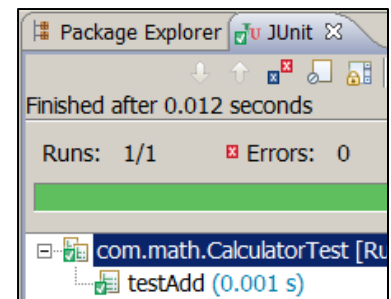 Package Explorer JUnit
Finished after 0.012 seconds
Runs: 1/1 Errors: 0
com.math.CalculatorTest [Ru
testAdd (0.001 s)